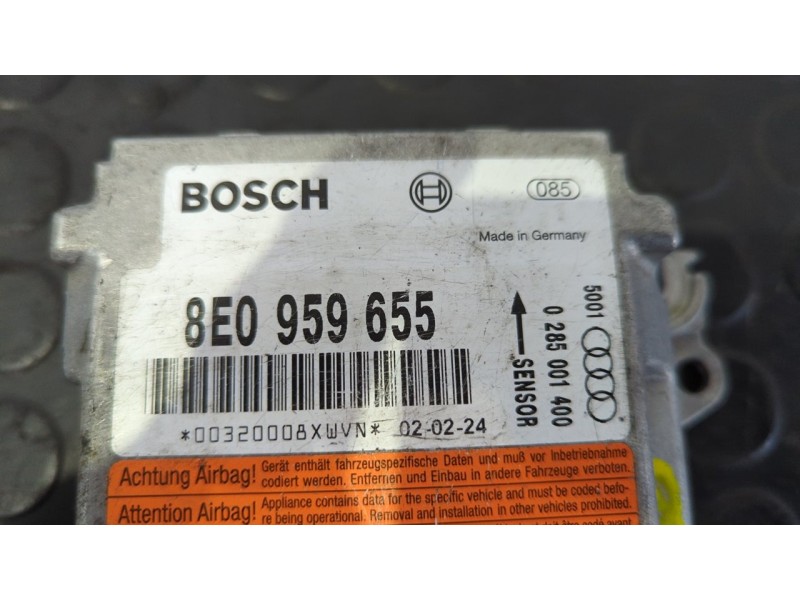 BOSCH
085
Made in Germany
8E0 959 655
SENSOR
0 285 001 400
5001
*00320008XWVN* 02-02-24
Achtung Airbag! Gerät enthält fahrzeugspezifische Daten und muß vor Inbetriebnahme
codiert werden. Entfernen und Einbau in andere Fahrzeuge verboten.
Attention Airbag! Appliance contains data for the specific vehicle and must be coded befo-
re being operational. Removal and installation in other vehicles prohibited.